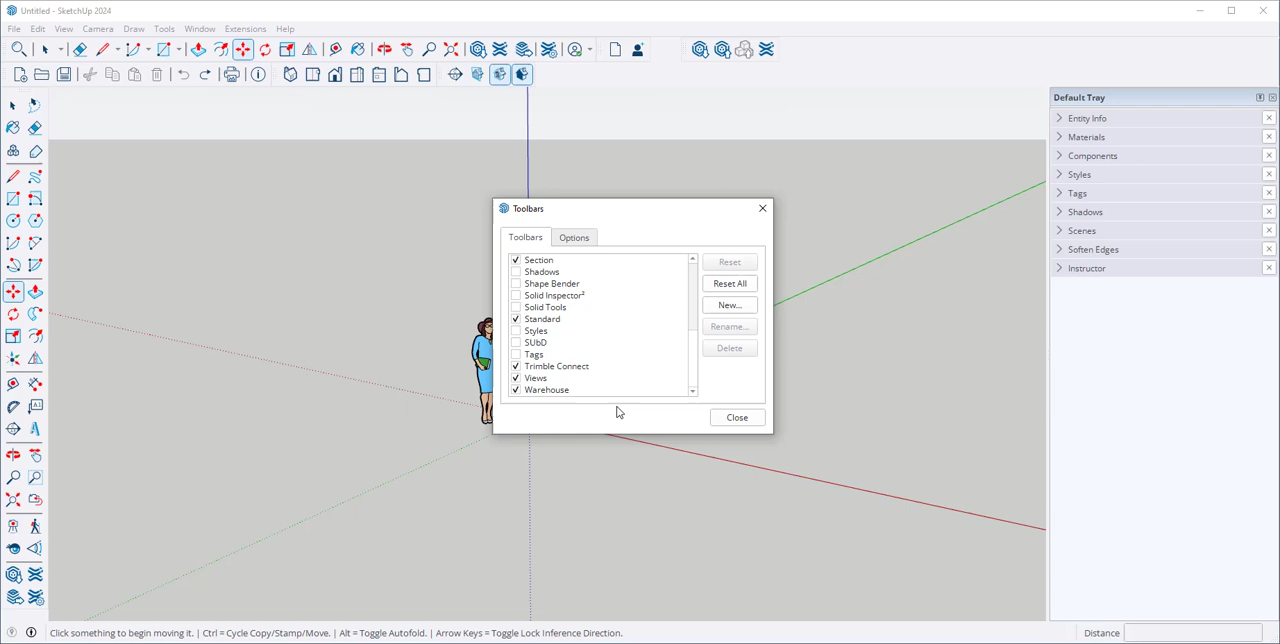 Untitled - SketchUp 2024
File Edit View Camera Draw Tools Window Extensions Help
Default Tray
Entity Info
Materials
Components
Styles
Tags
Shadows
Scenes
Soften Edges
Instructor
Toolbars
Toolbars Options
Section
Shadows
Shape Bender
Solid Inspector²
Solid Tools
Standard
Styles
SUbD
Tags
Trimble Connect
Views
Warehouse
Reset
Reset All
New...
Rename...
Delete
Close
Click something to begin moving it. | Ctrl = Cycle Copy/Stamp/Move. | Alt = Toggle Autofold. | Arrow Keys = Toggle Lock Inference Direction.
Distance